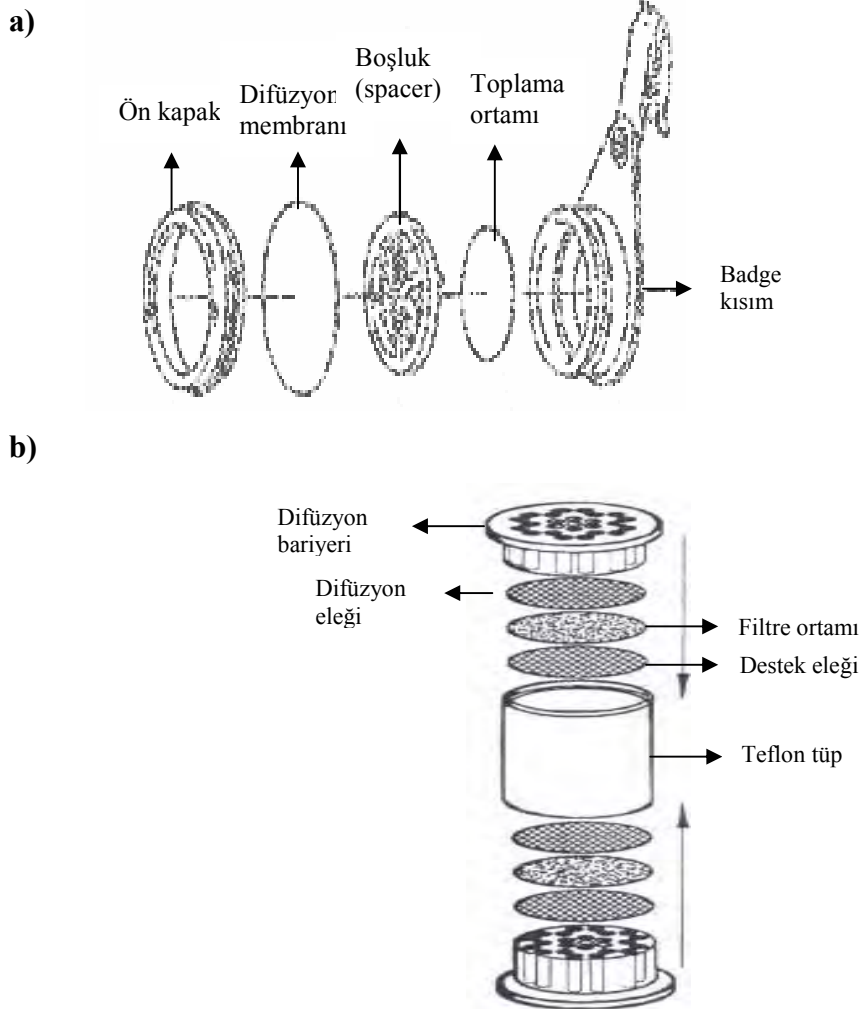 a)
Ön kapak
Difüzyon
membranı
Boşluk
(spacer)
Toplama
ortamı
Badge
kısım
b)
Difüzyon
bariyeri
Difüzyon
eleği
Filtre ortamı
Destek eleği
Teflon tüp